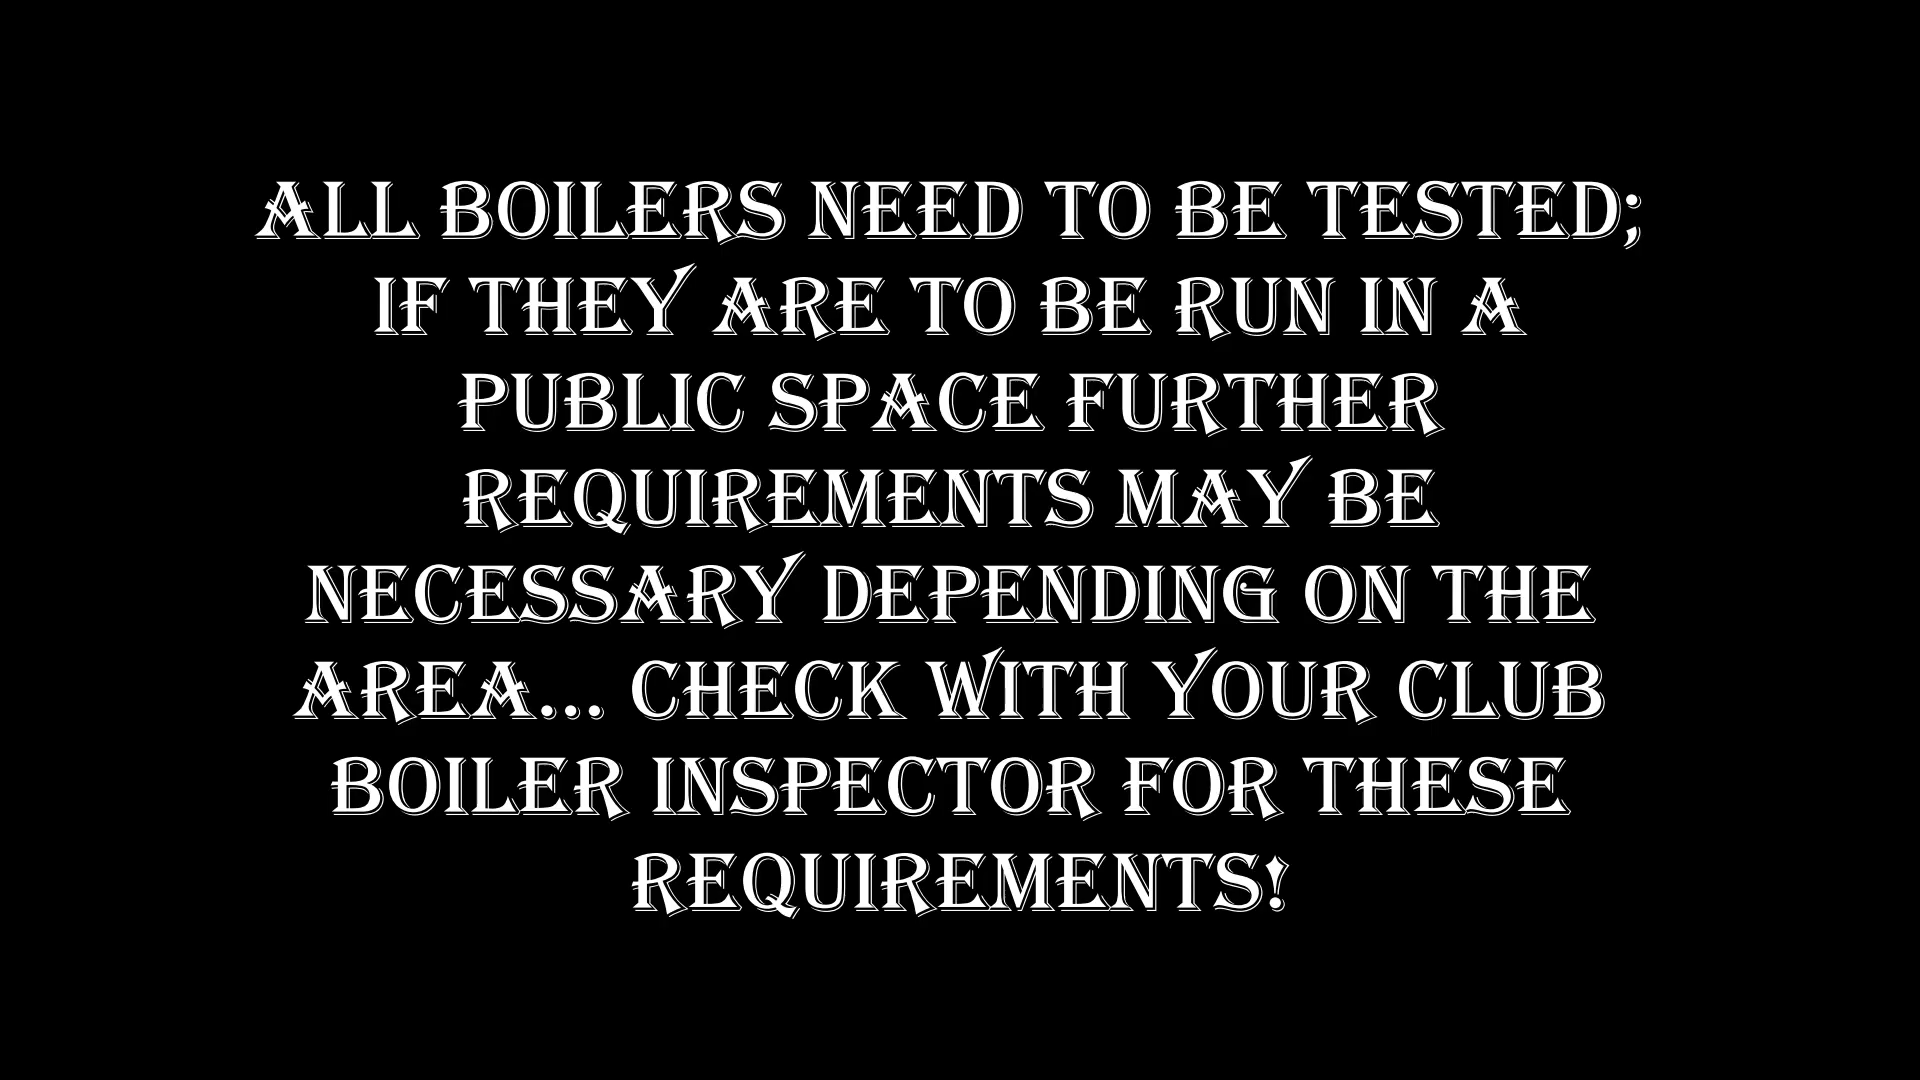 ALL BOILERS NEED TO BE TESTED;
IF THEY ARE TO BE RUN IN A
PUBLIC SPACE FURTHER
REQUIREMENTS MAY BE
NECESSARY DEPENDING ON THE
AREA... CHECK WITH YOUR CLUB
BOILER INSPECTOR FOR THESE
REQUIREMENTS!